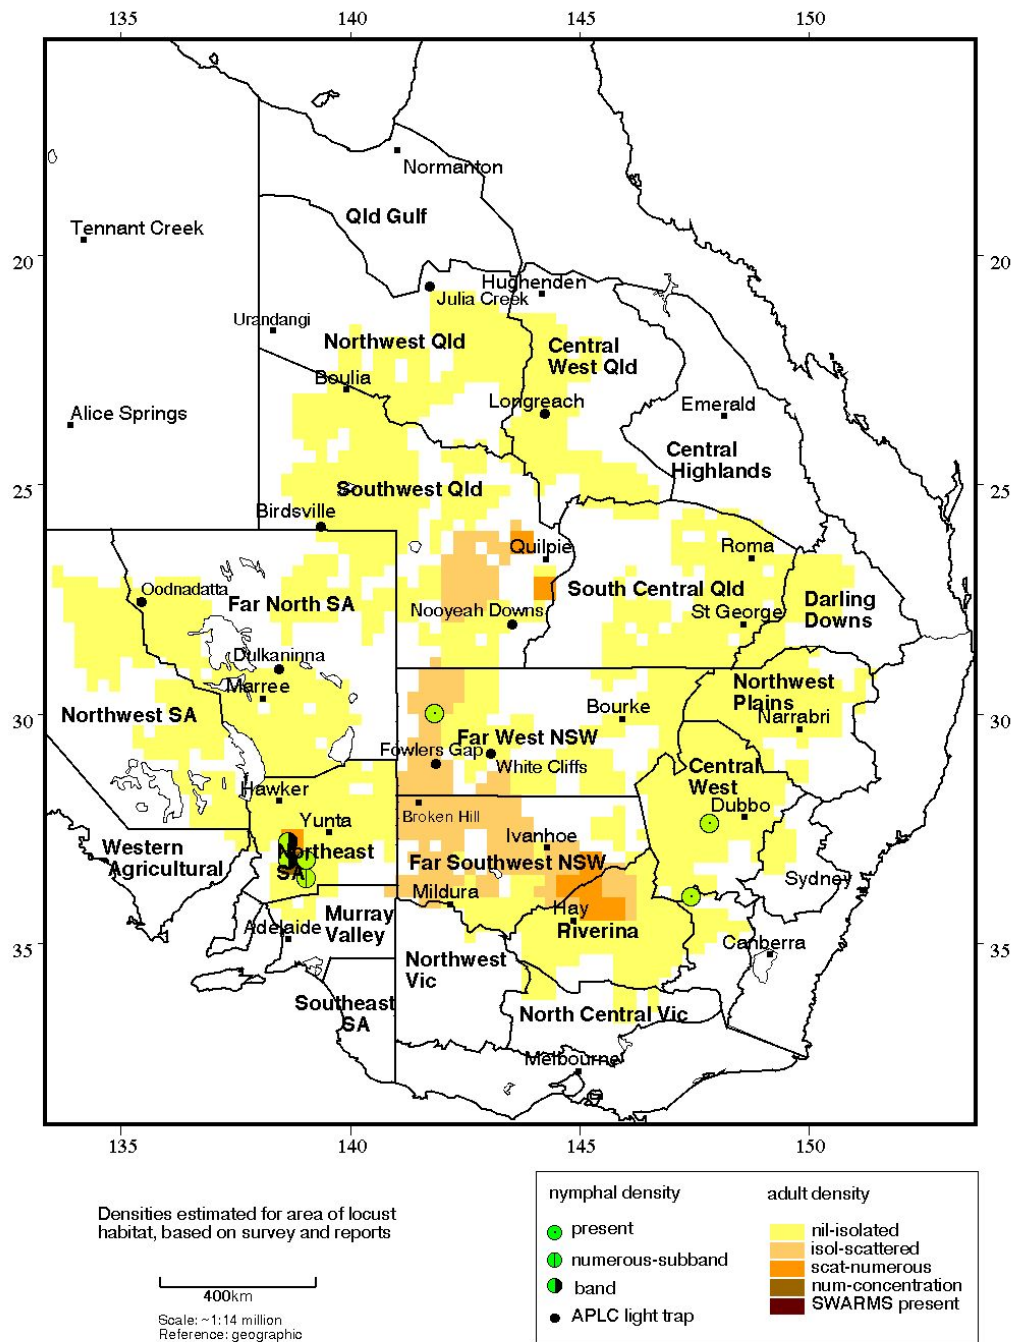 135 140 145 150
Normanton
Qld Gulf
Tennant Creek
20 20
Hughenden
Julia Creek
Urandangi
Northwest Qld
Central
West Qld
Boulia
Longreach
Emerald
Alice Springs
Central
Highlands
25 25
Southwest Qld
Birdsville
Quilpie
Roma
Oodnadatta
South Central Qld
Far North SA
Darling
Downs
Nooyeah Downs
St George
Dulkaninna
Marree
Northwest
Plains
Northwest SA
Bourke
Narrabri
30 30
Far West NSW
Fowlers Gap
White Cliffs
Central
West
Hawker
Broken Hill
Dubbo
Yunta
Ivanhoe
Western
Agricultural
Northeast
SA
Far Southwest NSW
Sydney
Mildura
Hay
Murray
Valley
Adelaide
Riverina
Canberra
35 35
Northwest
Vic
Southeast
SA
North Central Vic
Melbourne
135 140 145 150
Densities estimated for area of locust
habitat, based on survey and reports
400km
Scale: ~1:14 million
Reference: geographic
nymphal density
present
numerous-subband
band
APLC light trap
adult density
nil-isolated
isol-scattered
scat-numerous
num-concentration
SWARMS present